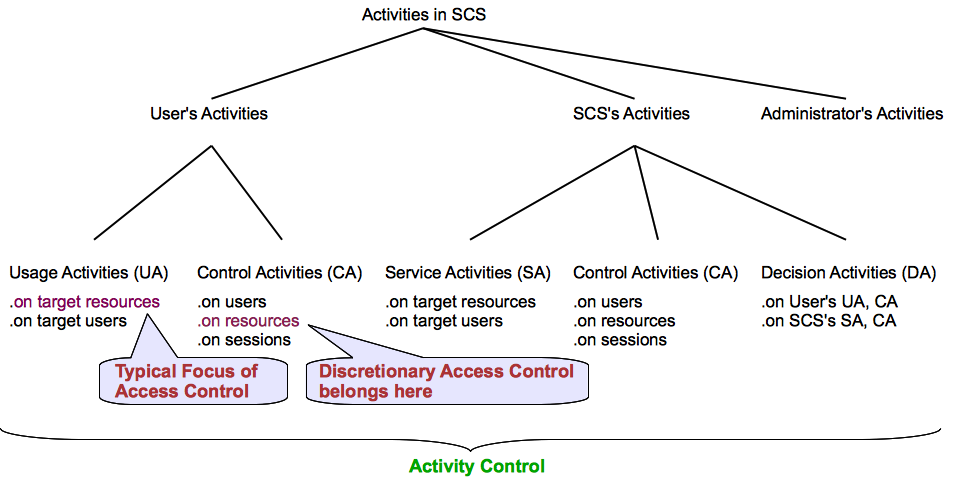 Activities in SCS
User's Activities
SCS's Activities
Administrator's Activities
Usage Activities (UA)
.on target resources
.on target users
Control Activities (CA)
.on users
.on resources
.on sessions
Service Activities (SA)
.on target resources
.on target users
Control Activities (CA)
.on users
.on resources
.on sessions
Decision Activities (DA)
.on User's UA, CA
.on SCS's SA, CA
Typical Focus of
Access Control
Discretionary Access Control
belongs here
Activity Control